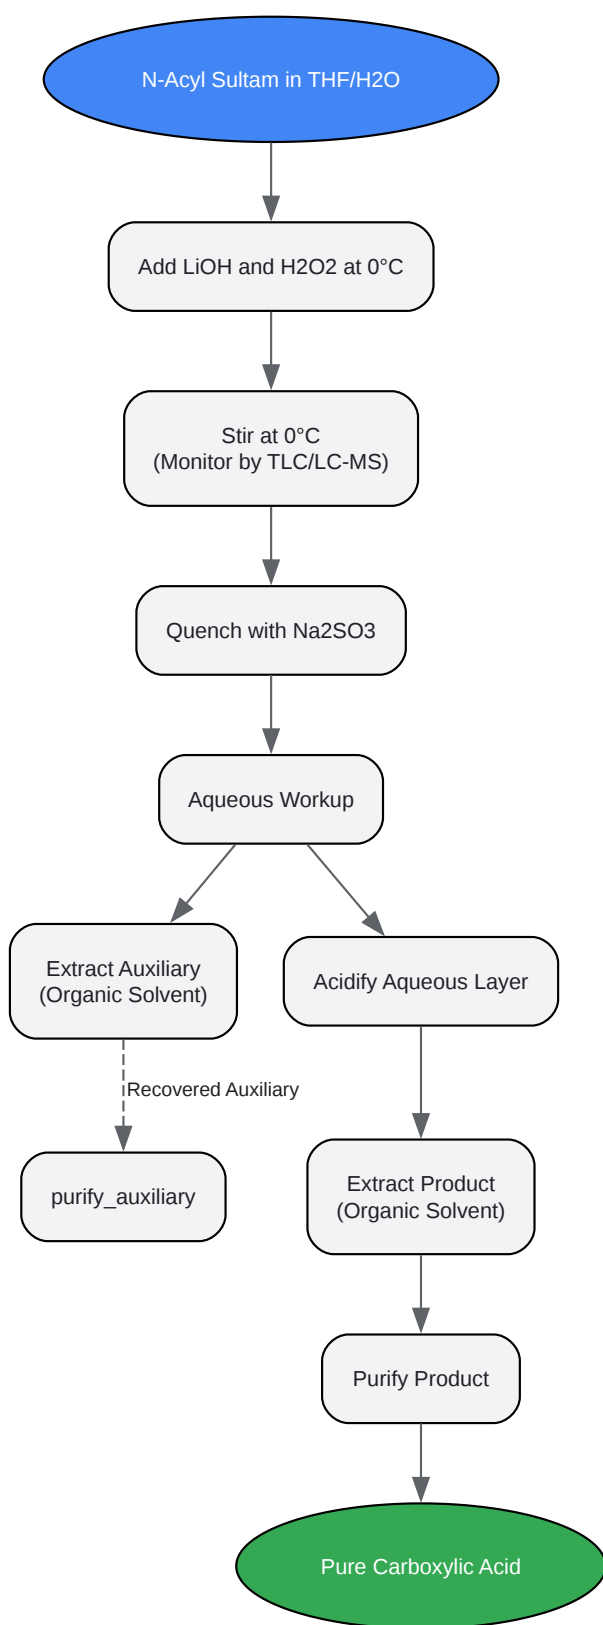 N-Acyl Sultam in THF/H2O
Add LiOH and H2O2 at 0°C
Stir at 0°C
(Monitor by TLC/LC-MS)
Quench with Na2SO3
Aqueous Workup
Extract Auxiliary
(Organic Solvent)
Acidify Aqueous Layer
Recovered Auxiliary
purify_auxiliary
Extract Product
(Organic Solvent)
Purify Product
Pure Carboxylic Acid